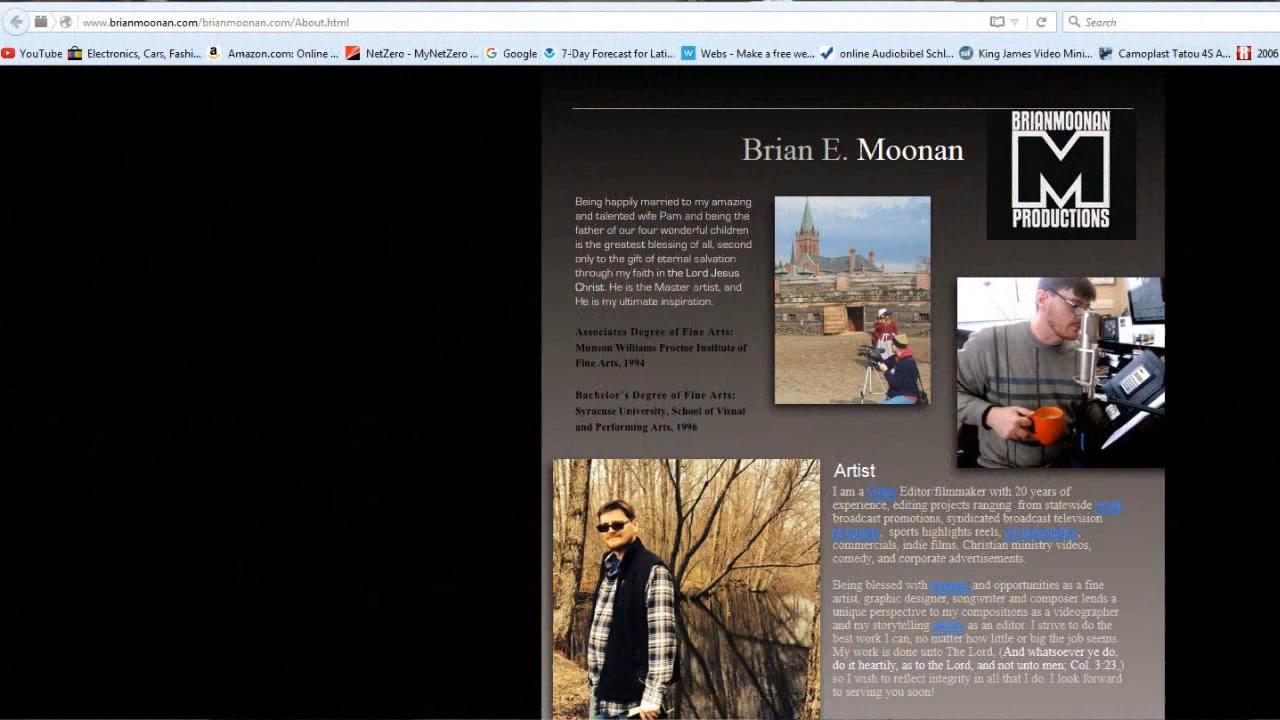 www.brianmoonan.com/brianmoonan.com/About.html
Search
YouTube Electronics, Cars, Fashi... Amazon.com: Online ... NetZero - MyNetZero ... Google 7-Day Forecast for Lati... Webs - Make a free we... online Audiobibel Schl... King James Video Mini... Camoplast Tatou 4S A... 2006
BRIANMOONAN
PRODUCTIONS
Brian E. Moonan
Being happily married to my amazing
and talented wife Pam and being the
father of our four wonderful children
is the greatest blessing of all, second
only to the gift of eternal salvation
through my faith in the Lord Jesus
Christ. He is the Master artist, and
He is my ultimate inspiration.
Associates Degree of Fine Arts:
Munson Williams Proctor Institute of
Fine Arts, 1994
Bachelor's Degree of Fine Arts:
Syracuse University, School of Visual
and Performing Arts, 1996
Artist
I am a Editor/filmmaker with 20 years of
experience, editing projects ranging from statewide
broadcast promotions, syndicated broadcast television
, sports highlights reels, ,
commercials, indie films, Christian ministry videos,
comedy, and corporate advertisements.
Being blessed with and opportunities as a fine
artist, graphic designer, songwriter and composer lends a
unique perspective to my compositions as a videographer
and my storytelling as an editor. I strive to do the
best work I can, no matter how little or big the job seems.
My work is done unto The Lord, (And whatsoever ye do,
do it heartily, as to the Lord, and not unto men; Col. 3:23,)
so I wish to reflect integrity in all that I do. I look forward
to serving you soon!